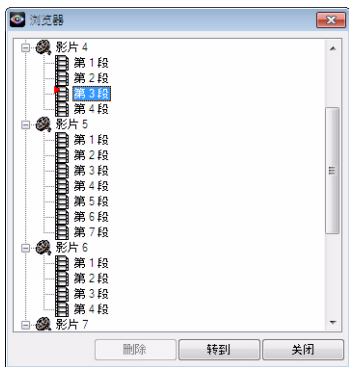 浏览器
影片 4
第 1 段
第 2 段
第 3 段
第 4 段
影片 5
第 1 段
第 2 段
第 3 段
第 4 段
第 5 段
第 6 段
第 7 段
影片 6
第 1 段
第 2 段
第 3 段
第 4 段
影片 7
删除 转到 关闭